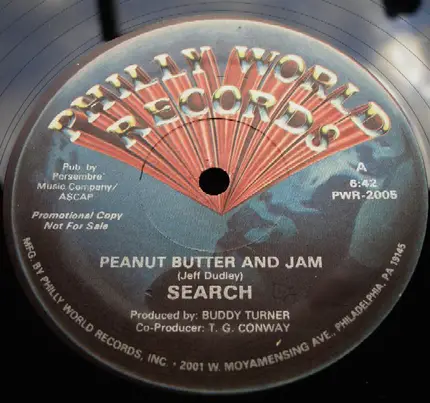 PHILLY WORLD
RECORDS
Pub. by
Persembre'
Music Company/
ASCAP
A
6:42
PWR-2005
Promotional Copy
Not For Sale
PEANUT BUTTER AND JAM
(Jeff Dudley)
SEARCH
Produced by: BUDDY TURNER
Co-Producer: T. G. CONWAY
MFG. BY PHILLY WORLD RECORDS, INC. • 2001 W. MOYAMENSING AVE. PHILADELPHIA, PA 19145